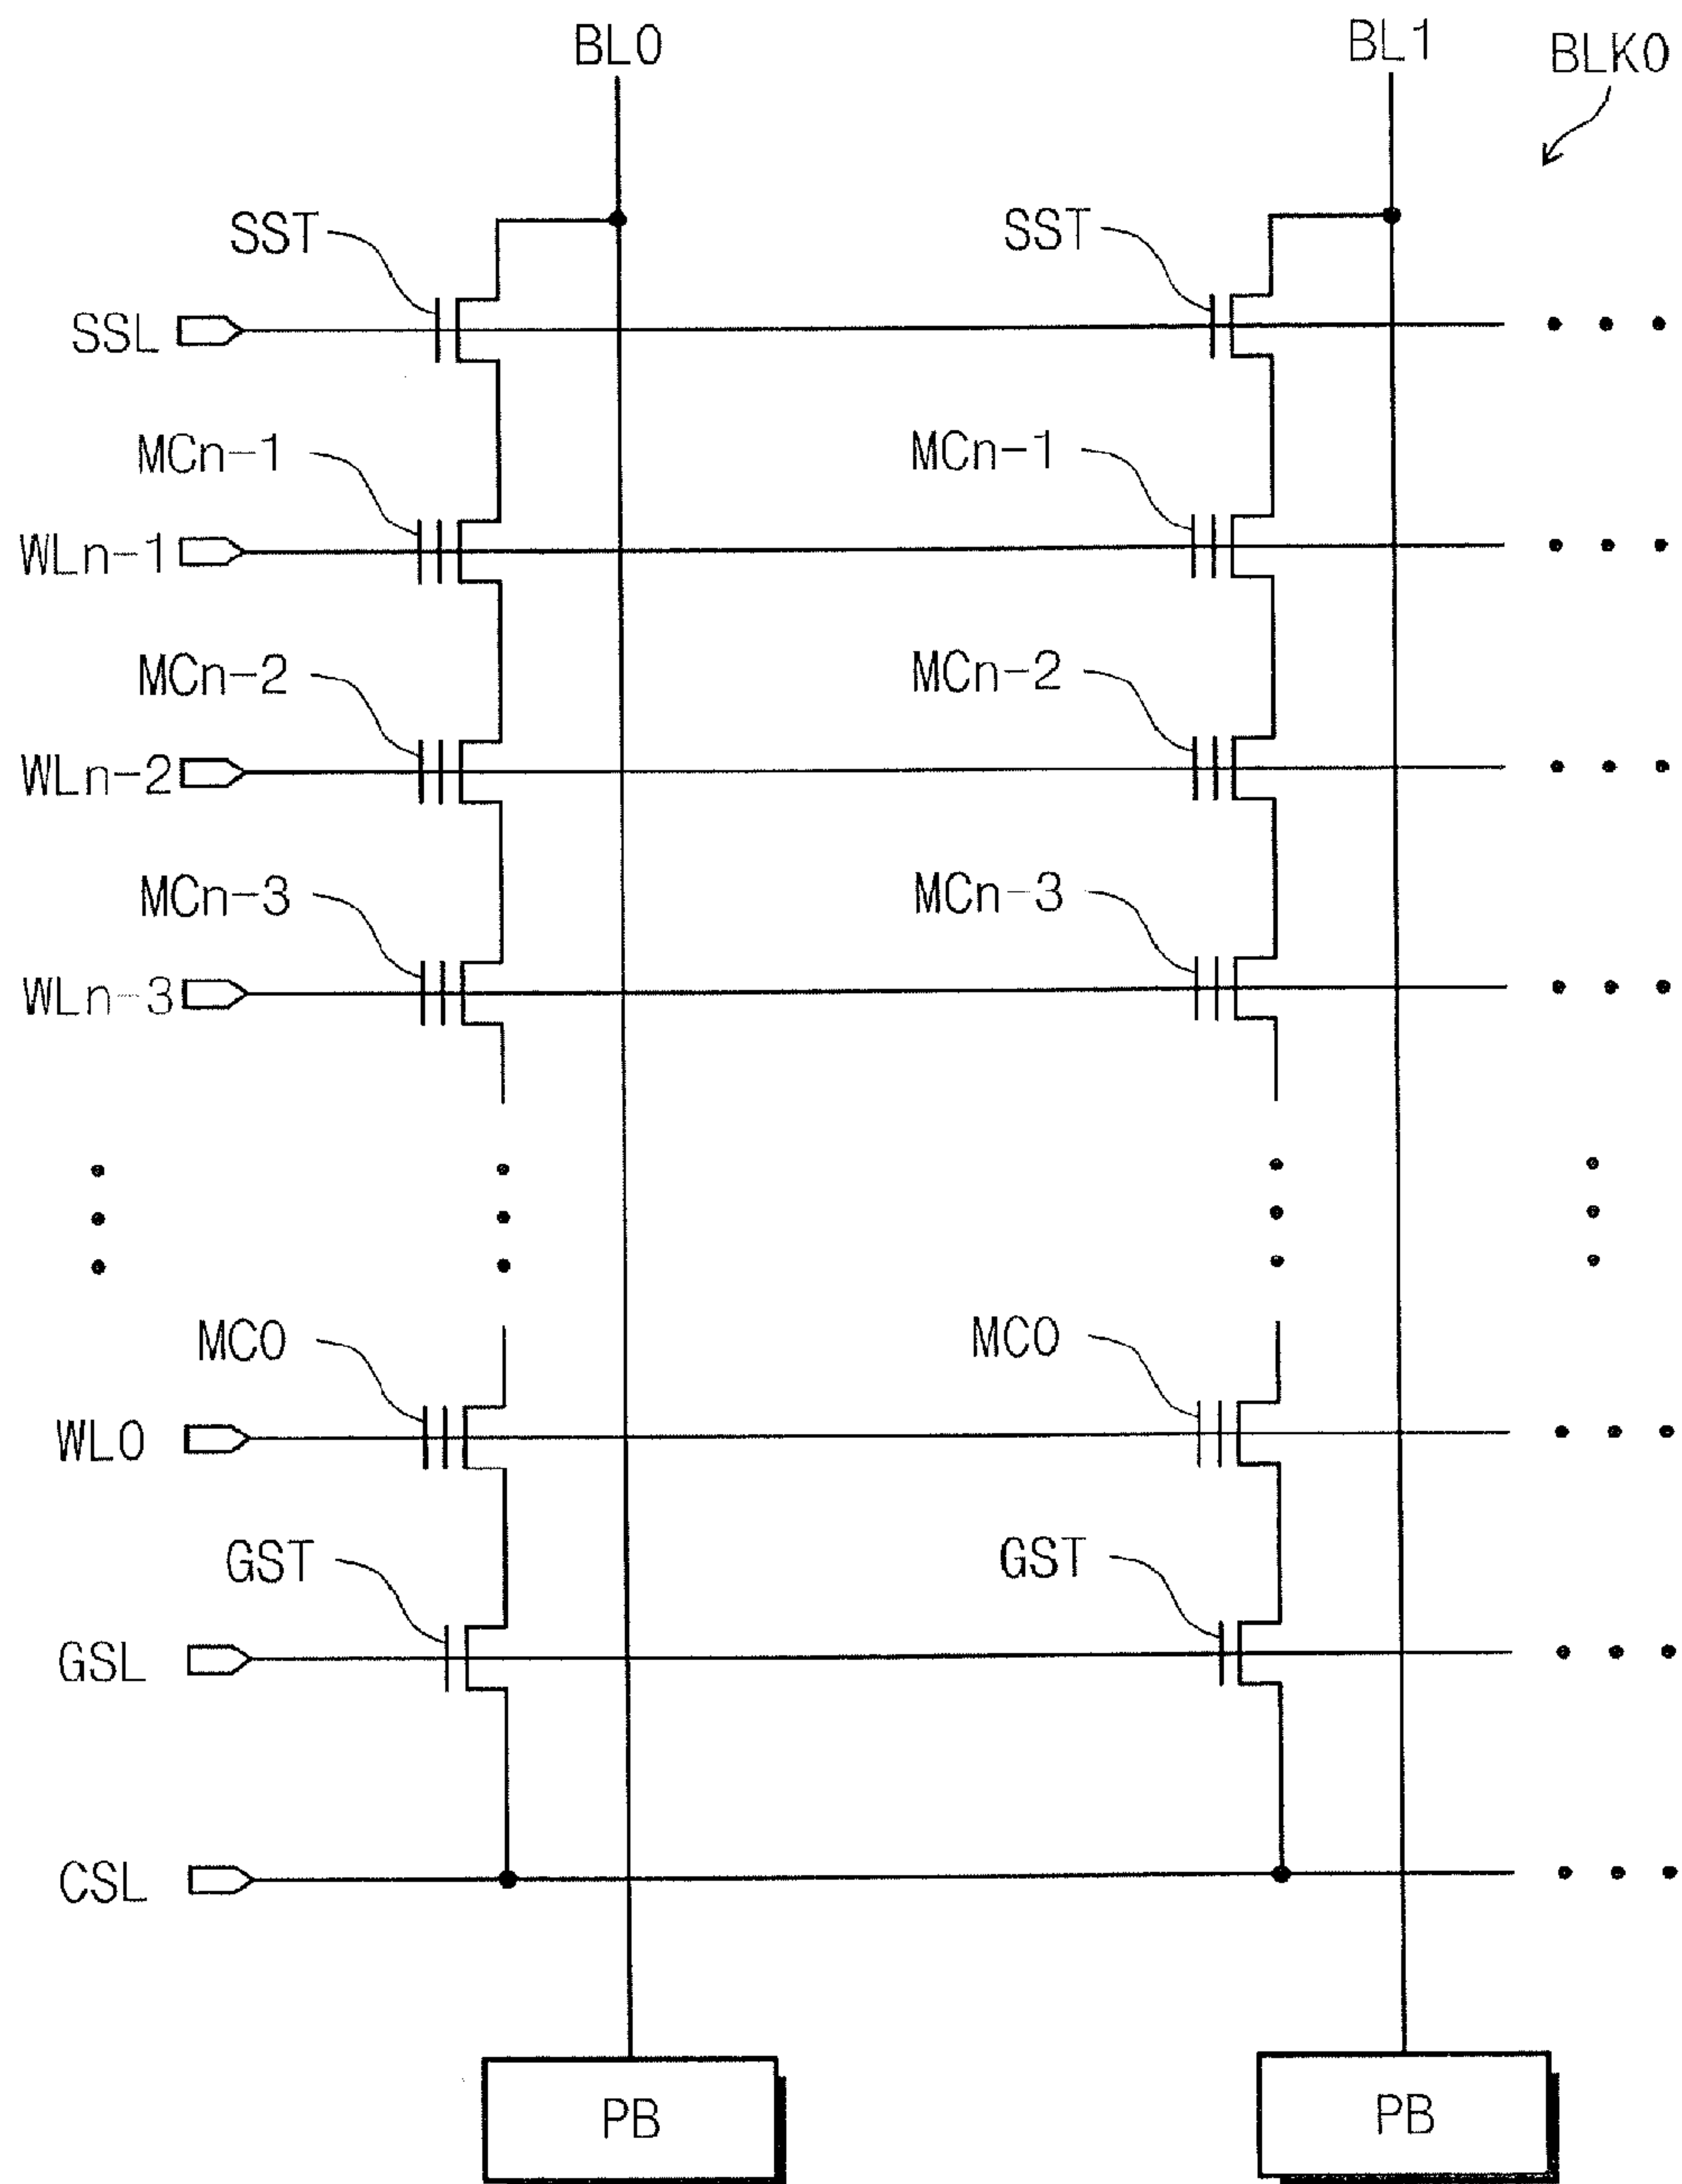 BL0 BL1 BLK0
SST SST
SSL
MCn-1 MCn-1
WLn-1
MCn-2 MCn-2
WLn-2
MCn-3 MCn-3
WLn-3
MC0 MC0
WL0
GST GST
GSL
CSL
PB PB